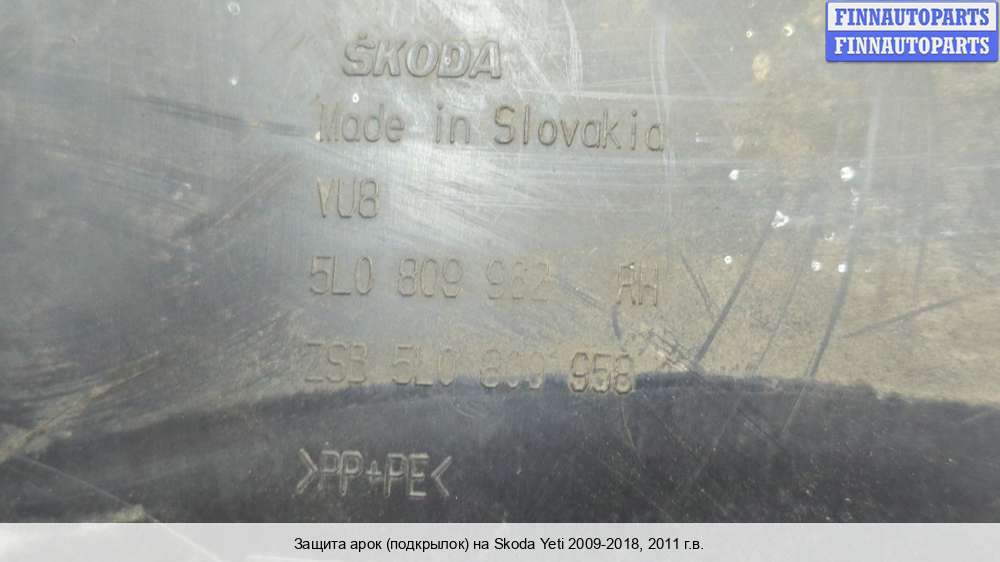 FINNAUTOPARTS
FINNAUTOPARTS
ŠKODA
Made in Slovakia
VU8
5L0 809 962 RH
ZSB 5L0 809 958
>PP+PE<
Защита арок (подкрылок) на Skoda Yeti 2009-2018, 2011 г.в.